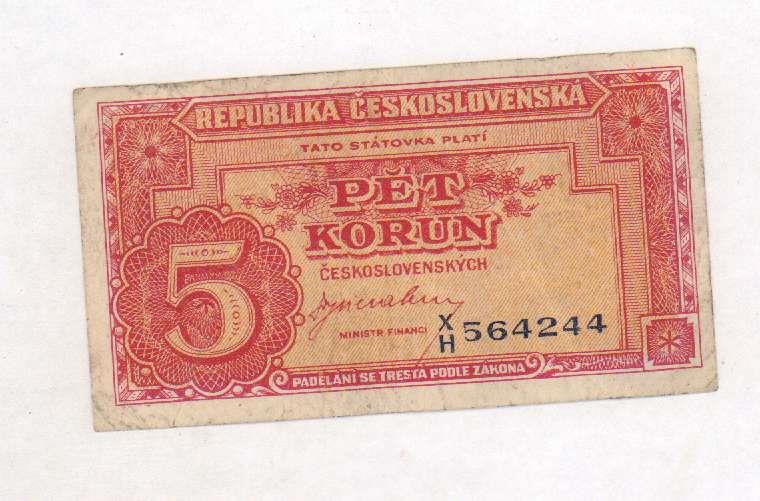 REPUBLIKA ČESKOSLOVENSKÁ
TATO STÁTOVKA PLATÍ
PĚT
KORUN
ČESKOSLOVENSKÝCH
5
MINISTR FINANCÍ
X/H 564244
PADĚLÁNÍ SE TRESTÁ PODLE ZÁKONA